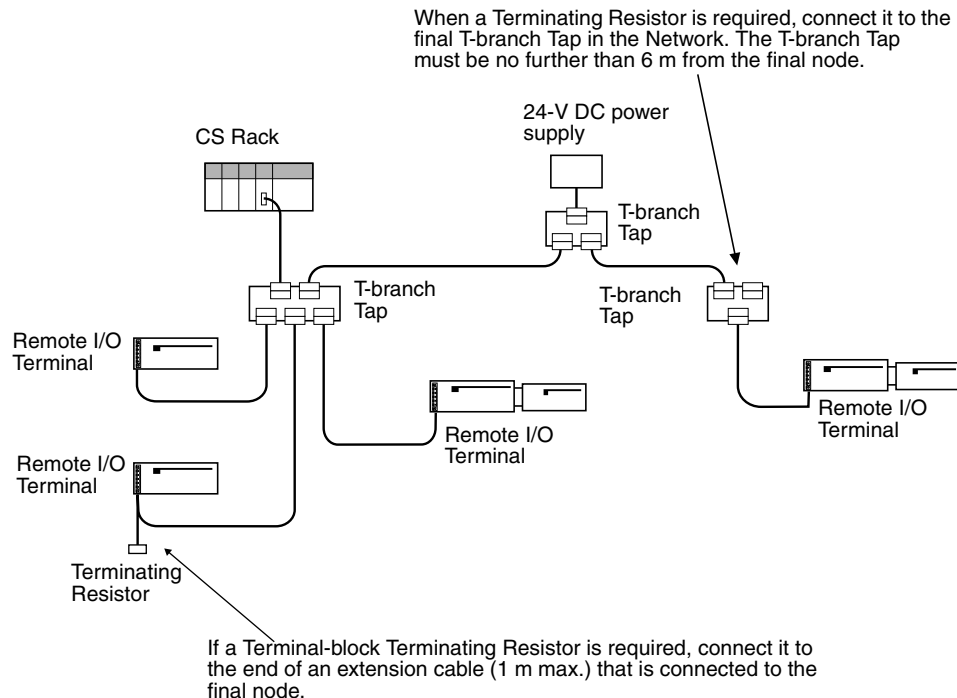 When a Terminating Resistor is required, connect it to the
final T-branch Tap in the Network. The T-branch Tap
must be no further than 6 m from the final node.
24-V DC power
supply
CS Rack
T-branch
Tap
T-branch
Tap
T-branch
Tap
Remote I/O
Terminal
Remote I/O
Terminal
Remote I/O
Terminal
Remote I/O
Terminal
Terminating
Resistor
If a Terminal-block Terminating Resistor is required, connect it to
the end of an extension cable (1 m max.) that is connected to the
final node.